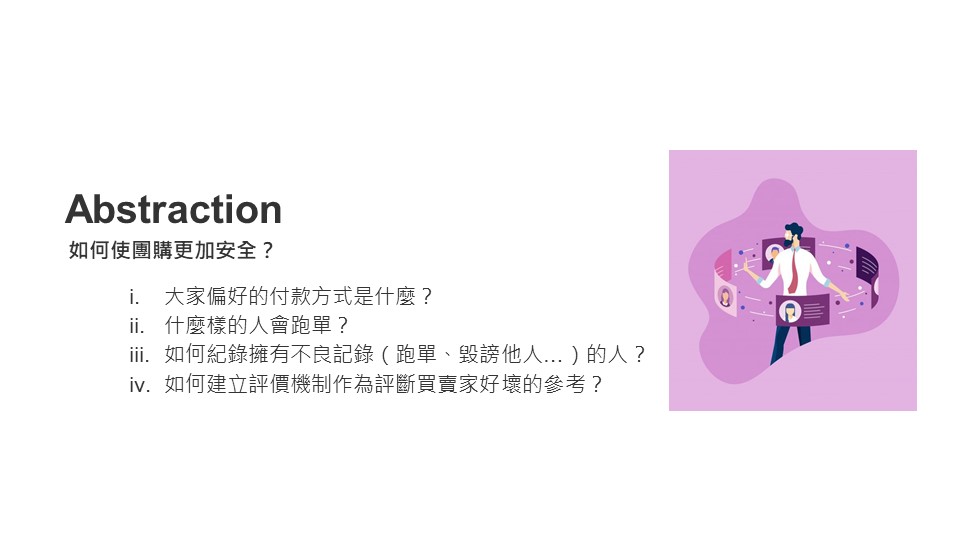 Abstraction
如何使團購更加安全？
i. 大家偏好的付款方式是什麼？
ii. 什麼樣的人會跑單？
iii. 如何紀錄擁有不良記錄（跑單、毀謗他人...）的人？
iv. 如何建立評價機制作為評斷買賣家好壞的參考？